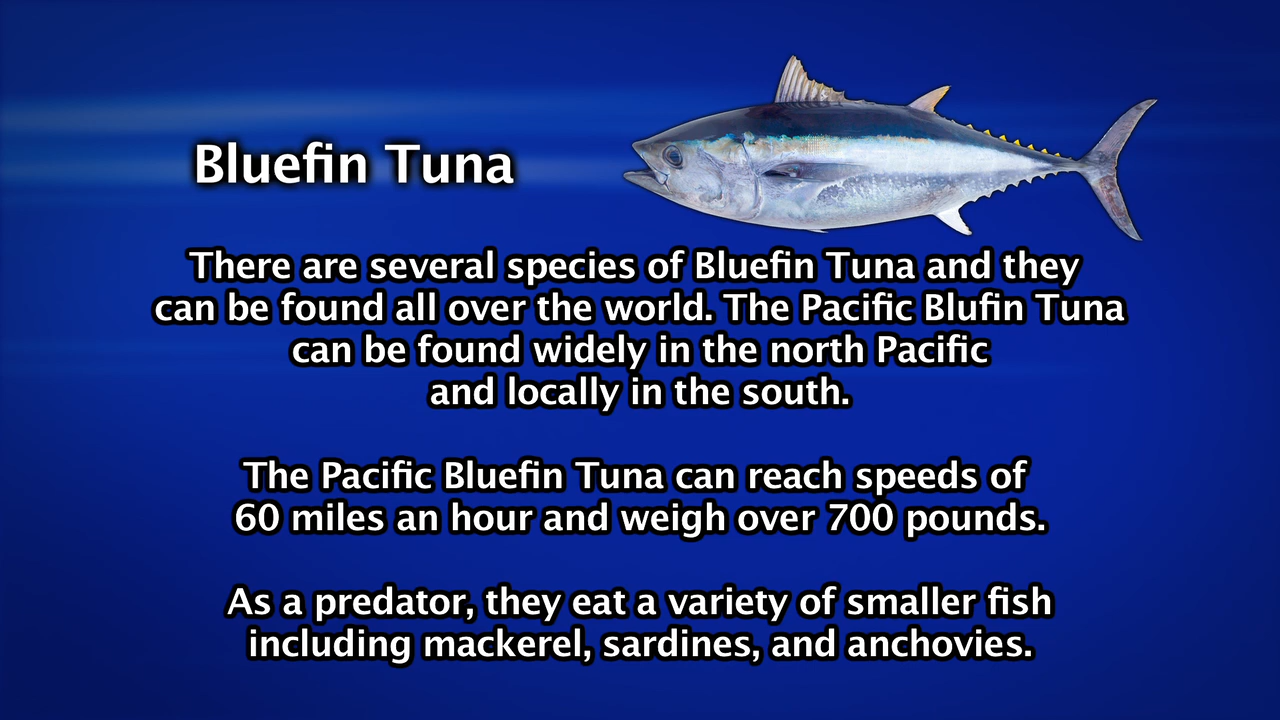 Bluefin Tuna
There are several species of Bluefin Tuna and they
can be found all over the world. The Pacific Blufin Tuna
can be found widely in the north Pacific
and locally in the south.
The Pacific Bluefin Tuna can reach speeds of
60 miles an hour and weigh over 700 pounds.
As a predator, they eat a variety of smaller fish
including mackerel, sardines, and anchovies.